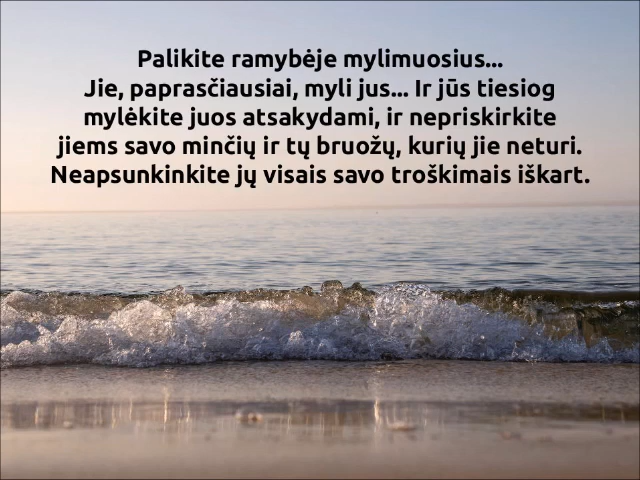 Palikite ramybėje mylimuosius...
Jie, paprasčiausiai, myli jus... Ir jūs tiesiog
mylėkite juos atsakydami, ir nepriskirkite
jiems savo minčių ir tų bruožų, kurių jie neturi.
Neapsunkinkite jų visais savo troškimais iškart.